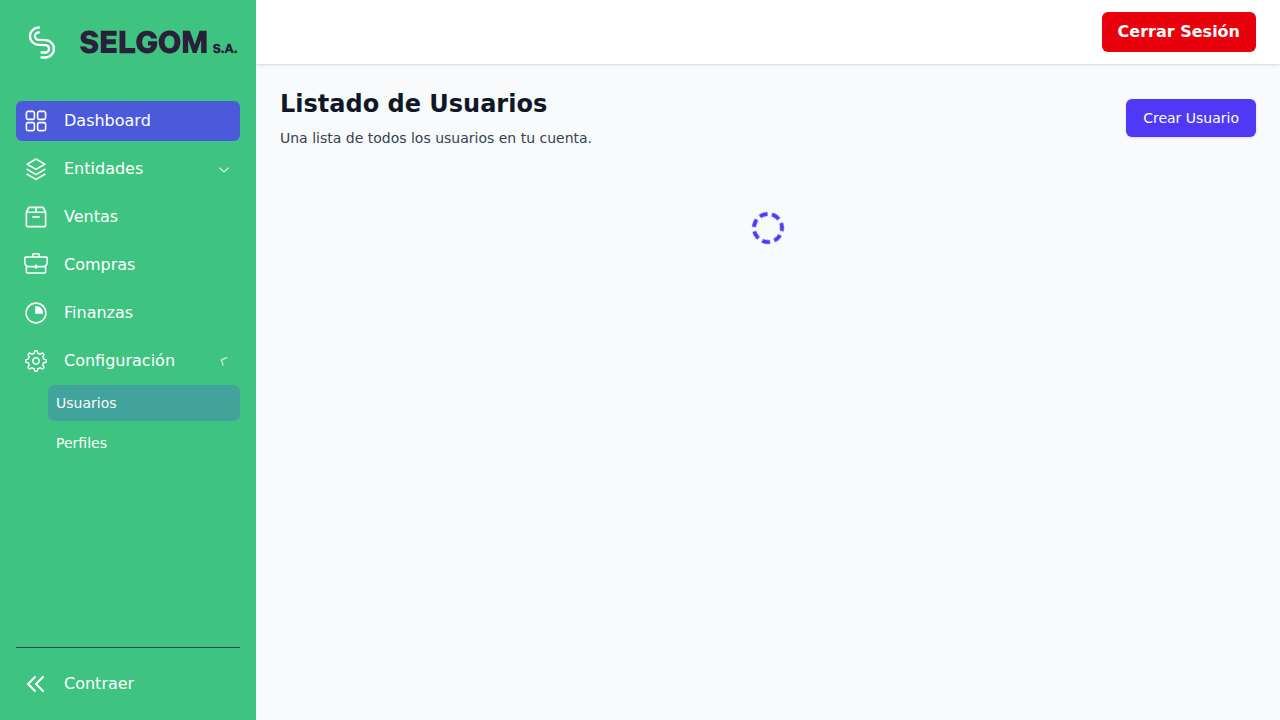 SELGOM S.A.
Cerrar Sesión
Dashboard
Entidades
Ventas
Compras
Finanzas
Configuración
Usuarios
Perfiles
Contraer
Listado de Usuarios
Una lista de todos los usuarios en tu cuenta.
Crear Usuario